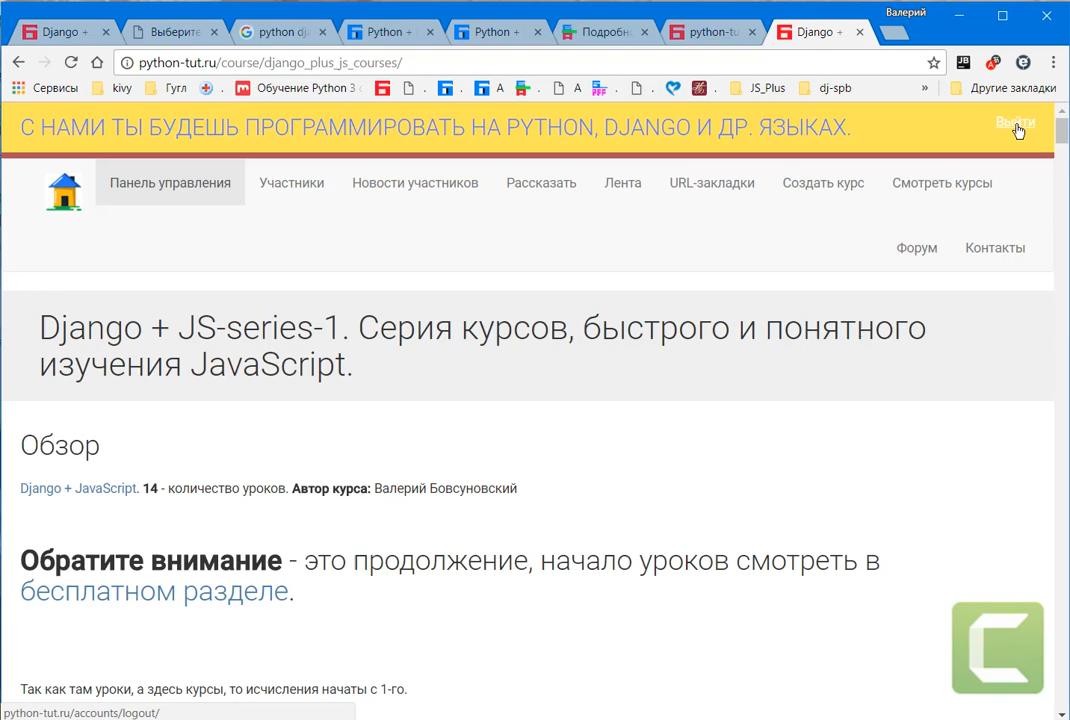 Валерий
Django +
Выберите
python dj
Python +
Python +
Подробн
python-tut
Django +
python-tut.ru/course/django_plus_js_courses/
Сервисы
kivy
Гугл
Обучение Python 3 с
А
А
JS_Plus
dj-spb
»
Другие закладки
С НАМИ ТЫ БУДЕШЬ ПРОГРАММИРОВАТЬ НА PYTHON, DJANGO И ДР. ЯЗЫКАХ.
Выйти
Панель управления
Участники
Новости участников
Рассказать
Лента
URL-закладки
Создать курс
Смотреть курсы
Форум
Контакты
Django + JS-series-1. Серия курсов, быстрого и понятного
изучения JavaScript.
Обзор
Django + JavaScript. 14 - количество уроков. Автор курса: Валерий Бовсуновский
Обратите внимание - это продолжение, начало уроков смотреть в
бесплатном разделе.
Так как там уроки, а здесь курсы, то исчисления начаты с 1-го.
python-tut.ru/accounts/logout/